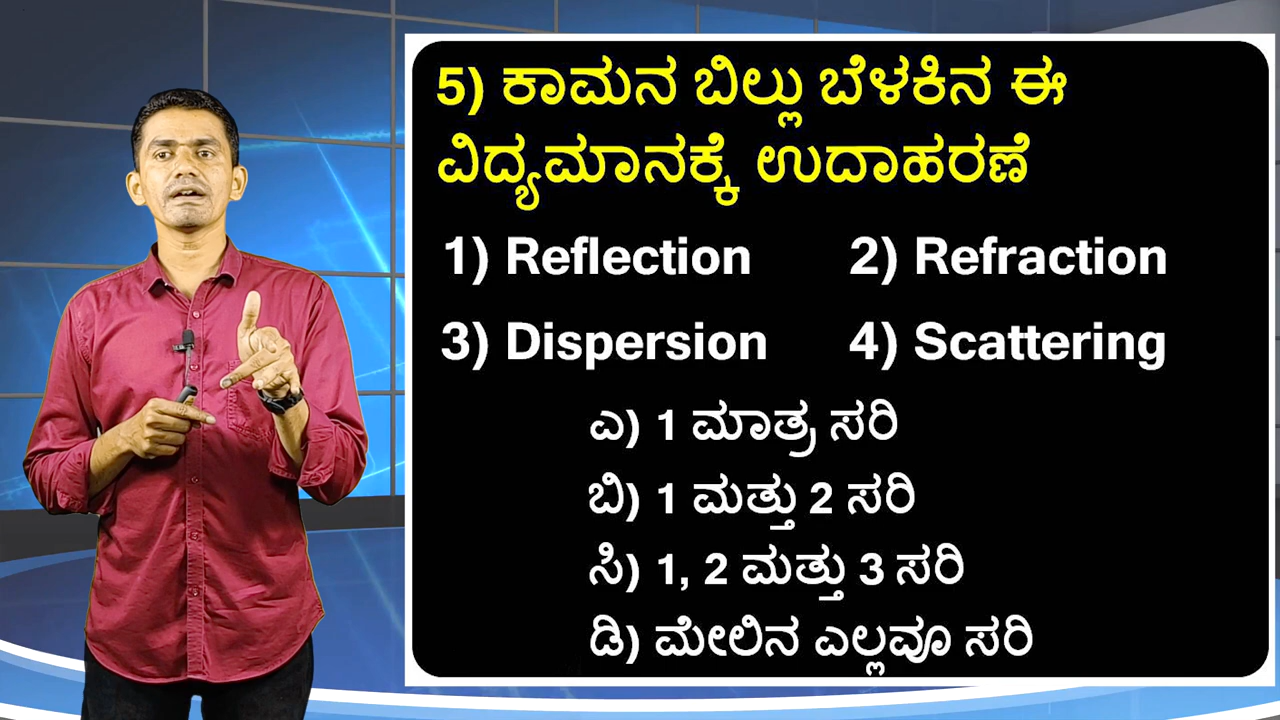 5) ಕಾಮನ ಬಿಲ್ಲು ಬೆಳಕಿನ ಈ
ವಿದ್ಯಮಾನಕ್ಕೆ ಉದಾಹರಣೆ
1) Reflection 2) Refraction
3) Dispersion 4) Scattering
ಎ) 1 ಮಾತ್ರ ಸರಿ
ಬಿ) 1 ಮತ್ತು 2 ಸರಿ
ಸಿ) 1, 2 ಮತ್ತು 3 ಸರಿ
ಡಿ) ಮೇಲಿನ ಎಲ್ಲವೂ ಸರಿ